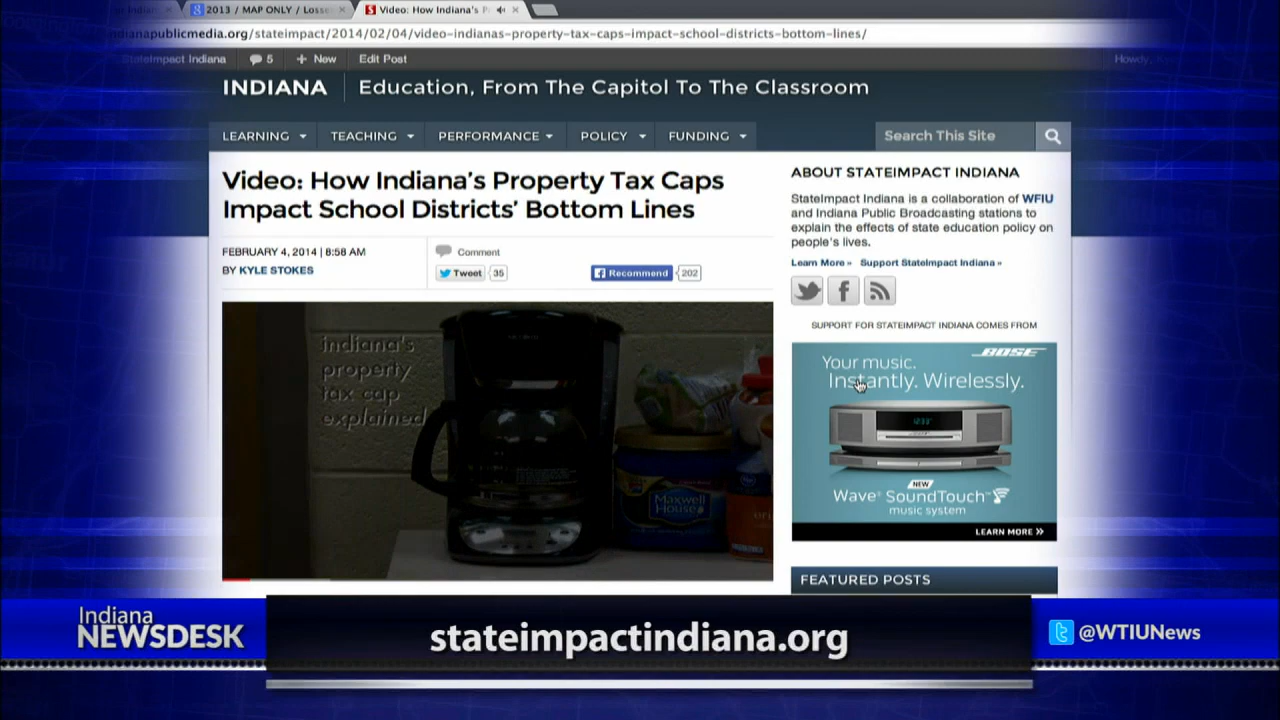 2013 / MAP ONLY / Losse
Video: How Indiana's P
dianapublicmedia.org/stateimpact/2014/02/04/video-indianas-property-tax-caps-impact-school-districts-bottom-lines/
StateImpact Indiana 5 + New Edit Post Howdy,
INDIANA Education, From The Capitol To The Classroom
LEARNING TEACHING PERFORMANCE POLICY FUNDING Search This Site
Video: How Indiana's Property Tax Caps
Impact School Districts' Bottom Lines
FEBRUARY 4, 2014 | 8:58 AM
BY KYLE STOKES
Comment
Tweet 35 Recommend 202
indiana's
property
tax cap
explained
Maxwell
House
ABOUT STATEIMPACT INDIANA
StateImpact Indiana is a collaboration of WFIU
and Indiana Public Broadcasting stations to
explain the effects of state education policy on
people's lives.
Learn More » Support StateImpact Indiana »
SUPPORT FOR STATEIMPACT INDIANA COMES FROM
BOSE
Your music.
Instantly. Wirelessly.
NEW
Wave® SoundTouch™
music system
LEARN MORE »
FEATURED POSTS
Indiana
NEWSDESK
stateimpactindiana.org
@WTIUNews